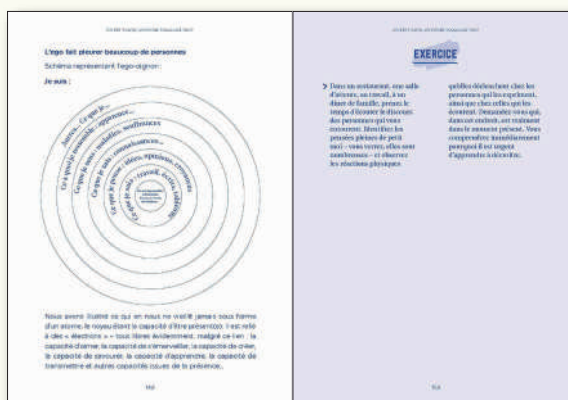 L'ego fait pleurer beaucoup de personnes
Schéma représentant l'ego-oignon :
Je suis :
Autres... Ce que je...
Ce à quoi je ressemble : apparence...
Ce que je sens : maladies, souffrances
Ce que je sais : connaissances...
Ce que je pense : idées, opinions, croyances
Ce que je fais : travail, écrits, talents
Nous avons illustré ce qui en nous ne vieillit jamais sous forme
d'un atome, le noyau étant la capacité d'être présent(e). Il est relié
à des « électrons » – tous libres évidemment, malgré ce lien : la
capacité d'aimer, la capacité de s'émerveiller, la capacité de créer,
la capacité de savourer, la capacité d'apprendre, la capacité de
transmettre et autres capacités issues de la présence...
EXERCICE
Dans un restaurant, une salle
d'attente, au travail, à un
dîner de famille, prenez le
temps d'écouter le discours
des personnes qui vous
entourent. Identifiez les
pensées pleines de petit
moi – vous verrez, elles sont
nombreuses – et observez
les réactions physiques
qu'elles déclenchent chez les
personnes qui les expriment,
ainsi que chez celles qui les
écoutent. Demandez-vous qui,
dans cet endroit, est vraiment
dans le moment présent. Vous
comprendrez immédiatement
pourquoi il est urgent
d'apprendre à décroître.